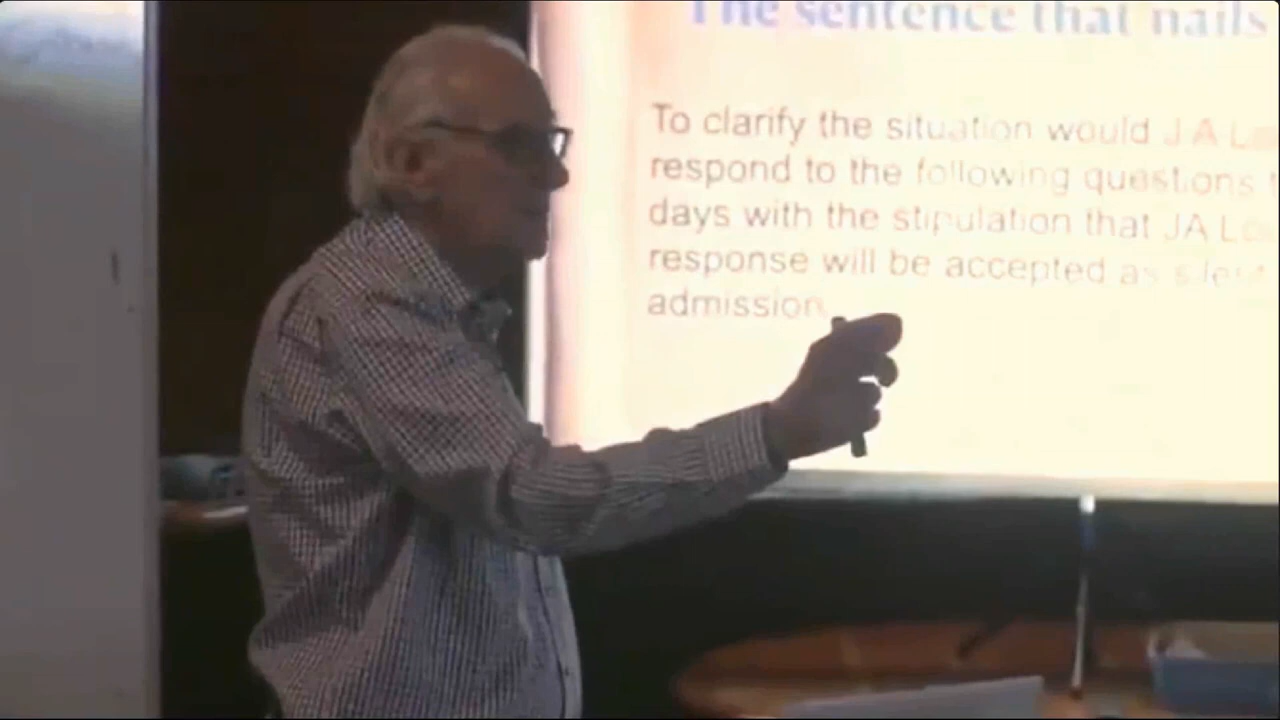 The sentence that nails
To clarify the situation would J A
respond to the following questions
days with the stipulation that JA
response will be accepted as
admission